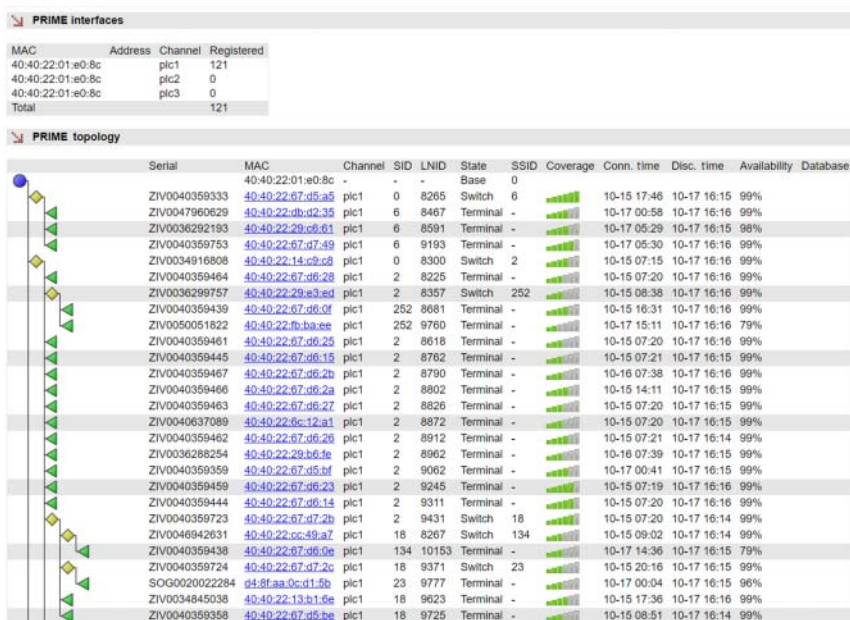 PRIME interfaces
MAC Address Channel Registered
40:40:22:01:e0:8c plc1 121
40:40:22:01:e0:8c plc2 0
40:40:22:01:e0:8c plc3 0
Total 121
PRIME topology
Serial MAC Channel SID LNID State SSID Coverage Conn. time Disc. time Availability Database
40:40:22:01:e0:8c - - - Base 0
ZIV0040359333 40:40:22:67:d5:a5 plc1 0 8265 Switch 6 10-15 17:46 10-17 16:15 99%
ZIV0047960629 40:40:22:db:d2:35 plc1 6 8467 Terminal - 10-17 00:58 10-17 16:16 99%
ZIV0036292193 40:40:22:29:c6:61 plc1 6 8591 Terminal - 10-17 05:29 10-17 16:15 98%
ZIV0040359753 40:40:22:67:d7:49 plc1 6 9193 Terminal - 10-17 05:30 10-17 16:16 99%
ZIV0034916808 40:40:22:14:c9:c8 plc1 0 8300 Switch 2 10-15 07:15 10-17 16:16 99%
ZIV0040359464 40:40:22:67:d6:28 plc1 2 8225 Terminal - 10-15 07:20 10-17 16:16 99%
ZIV0036299757 40:40:22:29:e3:ed plc1 2 8357 Switch 252 10-15 08:38 10-17 16:16 99%
ZIV0040359439 40:40:22:67:d6:0f plc1 252 8681 Terminal - 10-15 16:31 10-17 16:15 99%
ZIV0050051822 40:40:22:fb:ba:ee plc1 252 9760 Terminal - 10-17 15:11 10-17 16:16 79%
ZIV0040359461 40:40:22:67:d6:25 plc1 2 8618 Terminal - 10-15 07:20 10-17 16:16 99%
ZIV0040359445 40:40:22:67:d6:15 plc1 2 8762 Terminal - 10-15 07:21 10-17 16:15 99%
ZIV0040359467 40:40:22:67:d6:2b plc1 2 8790 Terminal - 10-16 07:38 10-17 16:16 99%
ZIV0040359466 40:40:22:67:d6:2a plc1 2 8802 Terminal - 10-15 14:11 10-17 16:15 99%
ZIV0040359463 40:40:22:67:d6:27 plc1 2 8826 Terminal - 10-15 07:20 10-17 16:15 99%
ZIV0040637089 40:40:22:6c:12:a1 plc1 2 8872 Terminal - 10-15 07:20 10-17 16:15 99%
ZIV0040359462 40:40:22:67:d6:26 plc1 2 8912 Terminal - 10-15 07:21 10-17 16:14 99%
ZIV0036288254 40:40:22:29:b6:fe plc1 2 8962 Terminal - 10-16 07:39 10-17 16:15 99%
ZIV0040359359 40:40:22:67:d5:bf plc1 2 9062 Terminal - 10-17 00:41 10-17 16:15 99%
ZIV0040359459 40:40:22:67:d6:23 plc1 2 9245 Terminal - 10-15 07:19 10-17 16:16 99%
ZIV0040359444 40:40:22:67:d6:14 plc1 2 9311 Terminal - 10-15 07:20 10-17 16:16 99%
ZIV0040359723 40:40:22:67:d7:2b plc1 2 9431 Switch 18 10-15 07:20 10-17 16:14 99%
ZIV0046942631 40:40:22:cc:49:a7 plc1 18 8267 Switch 134 10-15 09:02 10-17 16:14 99%
ZIV0040359438 40:40:22:67:d6:0e plc1 134 10153 Terminal - 10-17 14:36 10-17 16:15 79%
ZIV0040359724 40:40:22:67:d7:2c plc1 18 9371 Switch 23 10-15 20:16 10-17 16:15 99%
SOG0020022284 d4:8f:aa:0c:d1:5b plc1 23 9777 Terminal - 10-17 00:04 10-17 16:15 96%
ZIV0034845038 40:40:22:13:b1:6e plc1 18 9623 Terminal - 10-15 17:36 10-17 16:16 99%
ZIV0040359358 40:40:22:67:d5:be plc1 18 9725 Terminal - 10-15 08:51 10-17 16:14 99%